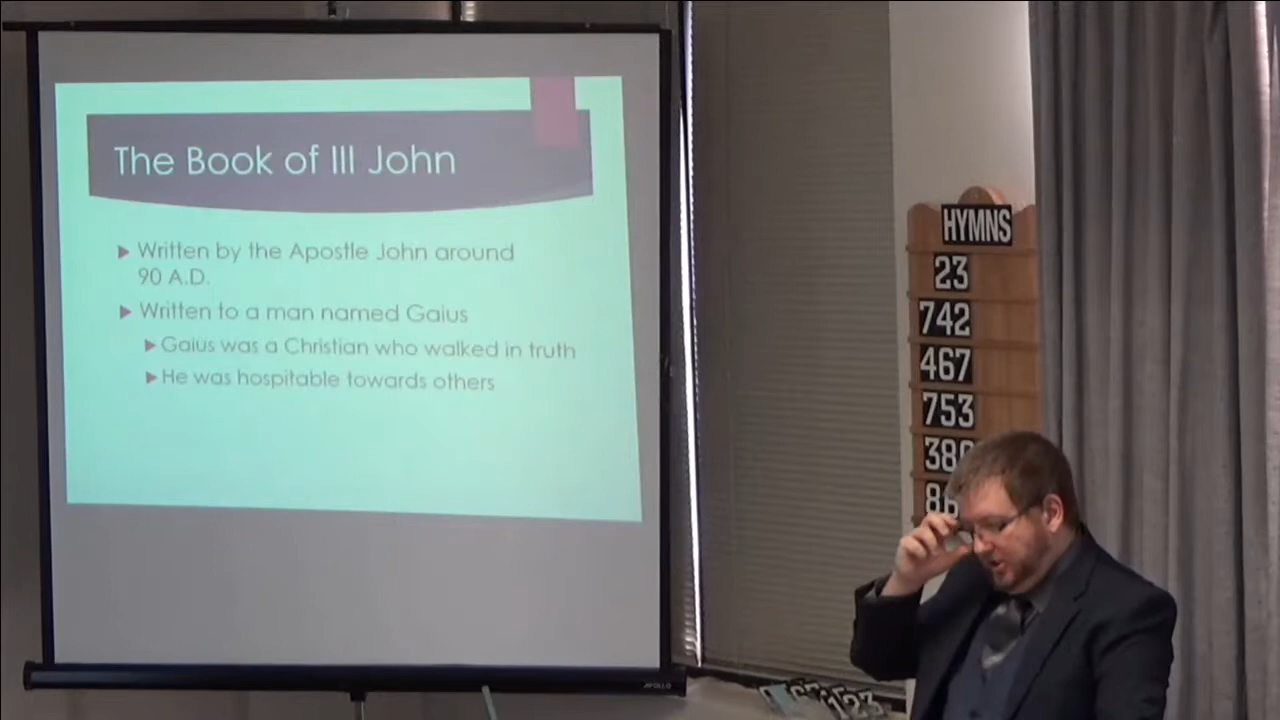 The Book of III John
Written by the Apostle John around
90 A.D.
Written to a man named Gaius
Gaius was a Christian who walked in truth
He was hospitable towards others
HYMNS
23
742
467
753
APOLLO